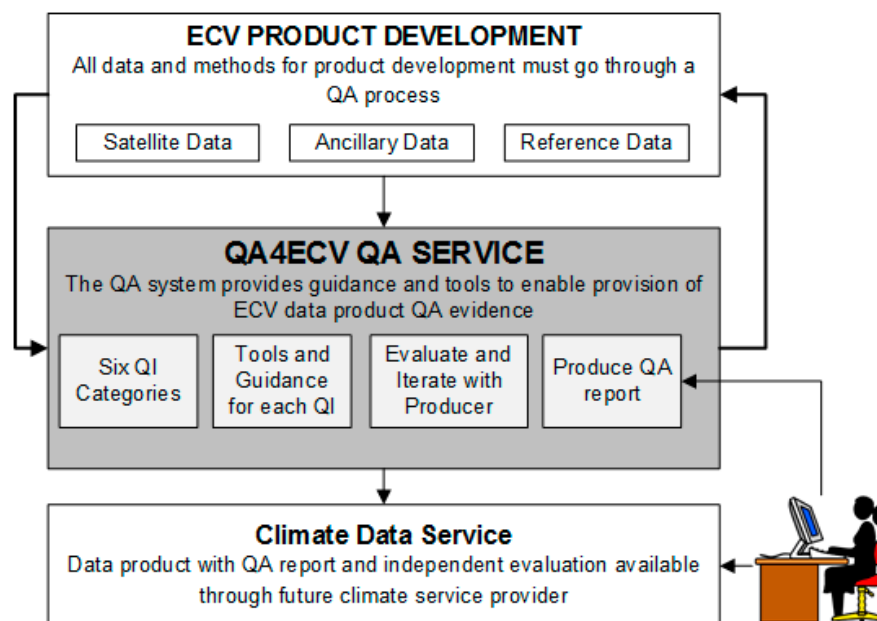 ECV PRODUCT DEVELOPMENT
All data and methods for product development must go through a
QA process
Satellite Data
Ancillary Data
Reference Data
QA4ECV QA SERVICE
The QA system provides guidance and tools to enable provision of
ECV data product QA evidence
Six QI
Categories
Tools and
Guidance
for each QI
Evaluate and
Iterate with
Producer
Produce QA
report
Climate Data Service
Data product with QA report and independent evaluation available
through future climate service provider